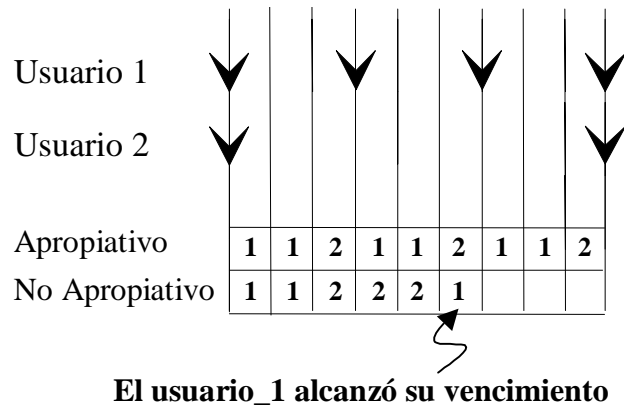 Usuario 1
Usuario 2
Apropiativo 1 1 2 1 1 2 1 1 2
No Apropiativo 1 1 2 2 2 1
El usuario_1 alcanzó su vencimiento